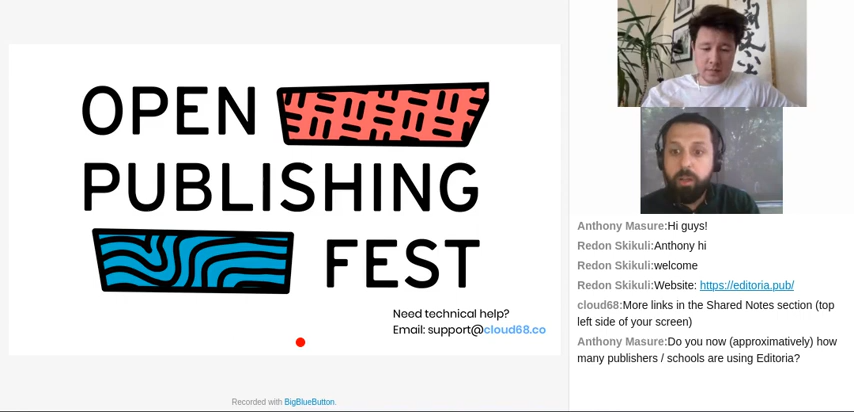 OPEN
PUBLISHING
FEST
Need technical help?
Email: support@cloud68.co
Recorded with BigBlueButton.
Anthony Masure:Hi guys!
Redon Skikuli:Anthony hi
Redon Skikuli:welcome
Redon Skikuli:Website: https://editoria.pub/
cloud68:More links in the Shared Notes section (top
left side of your screen)
Anthony Masure:Do you now (approximatively) how
many publishers / schools are using Editoria?